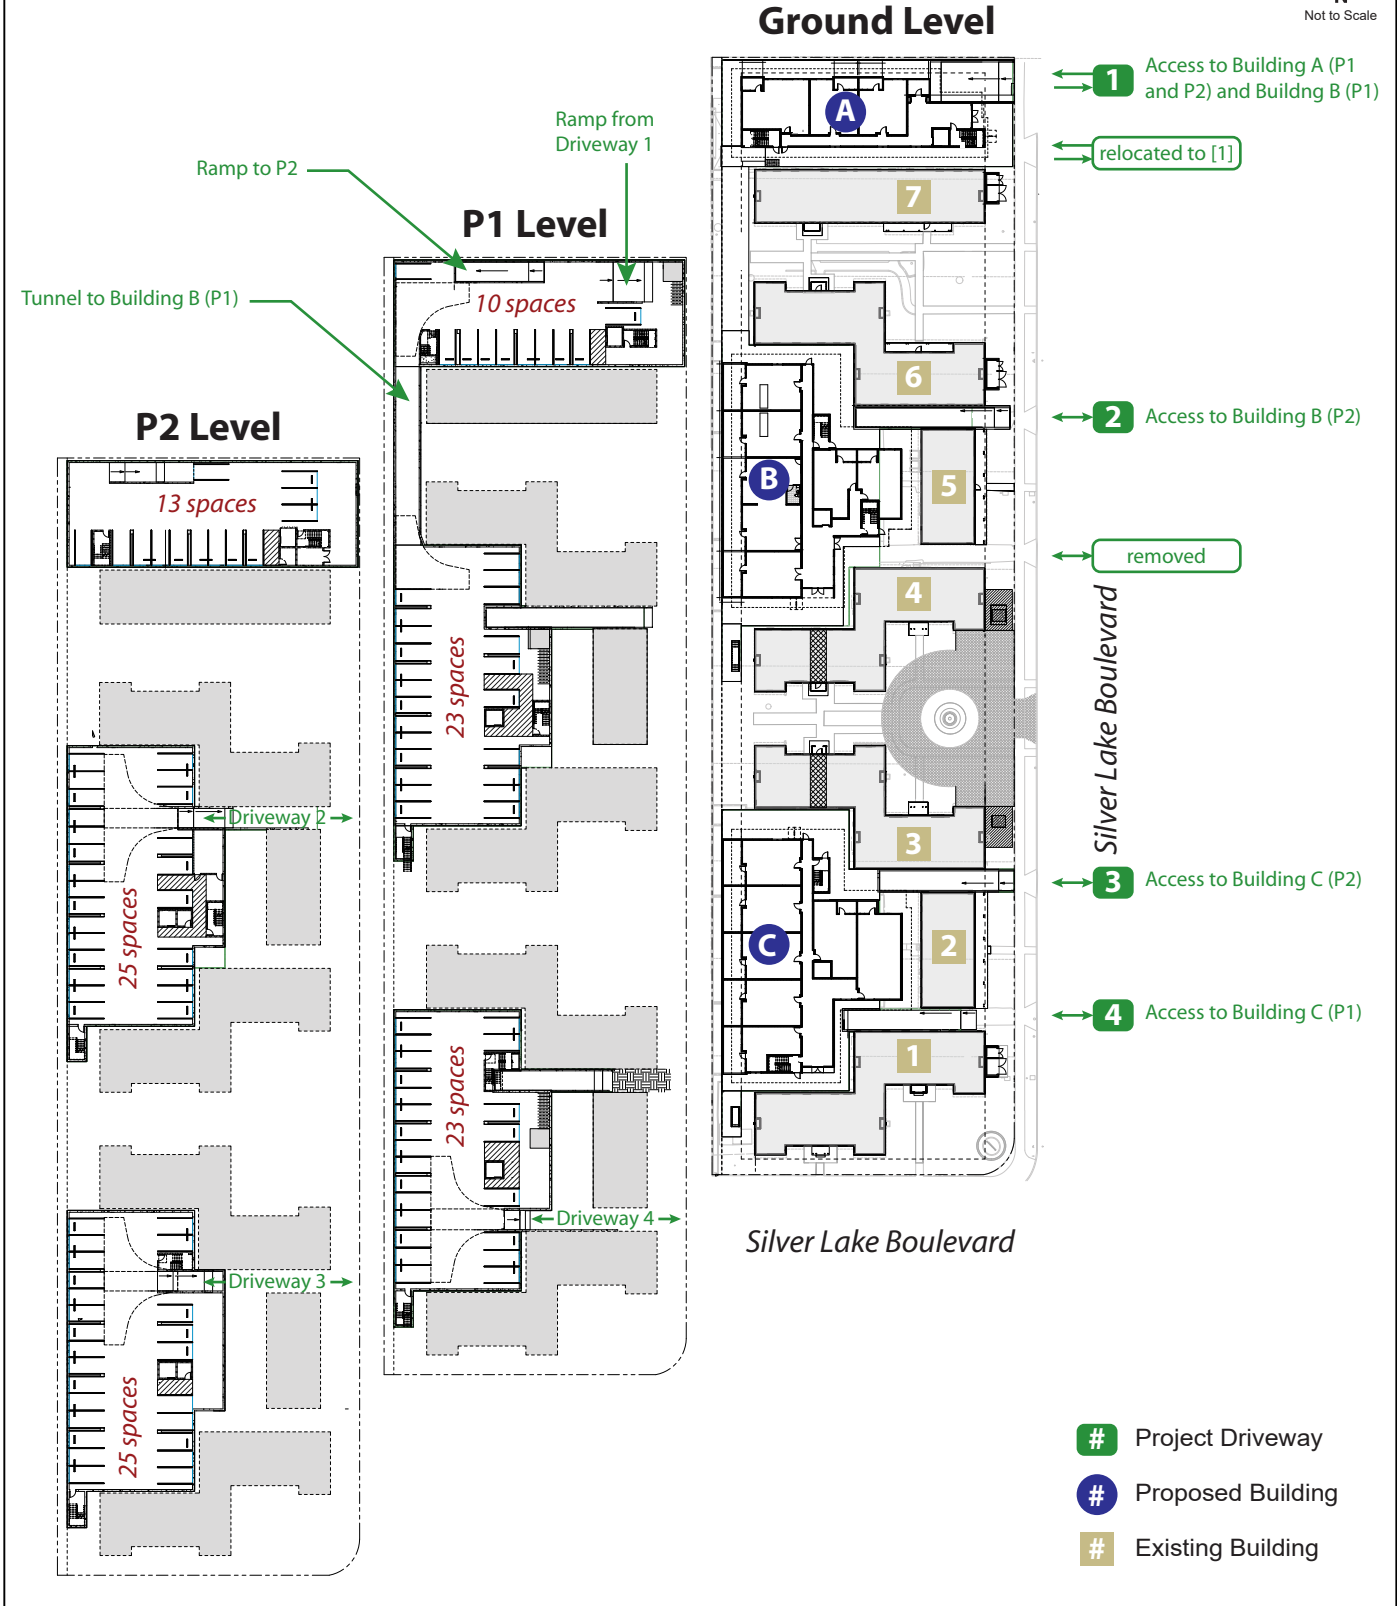 N
Not to Scale
Ground Level
1
Access to Building A (P1
and P2) and Buildng B (P1)
A
relocated to [1]
7
Ramp from
Driveway 1
Ramp to P2
P1 Level
Tunnel to Building B (P1)
10 spaces
6
2
Access to Building B (P2)
P2 Level
B
5
13 spaces
removed
4
Silver Lake Boulevard
23 spaces
Driveway 2
3
3
Access to Building C (P2)
25 spaces
C
2
4
Access to Building C (P1)
1
23 spaces
Driveway 4
Silver Lake Boulevard
Driveway 3
25 spaces
# Project Driveway
# Proposed Building
# Existing Building